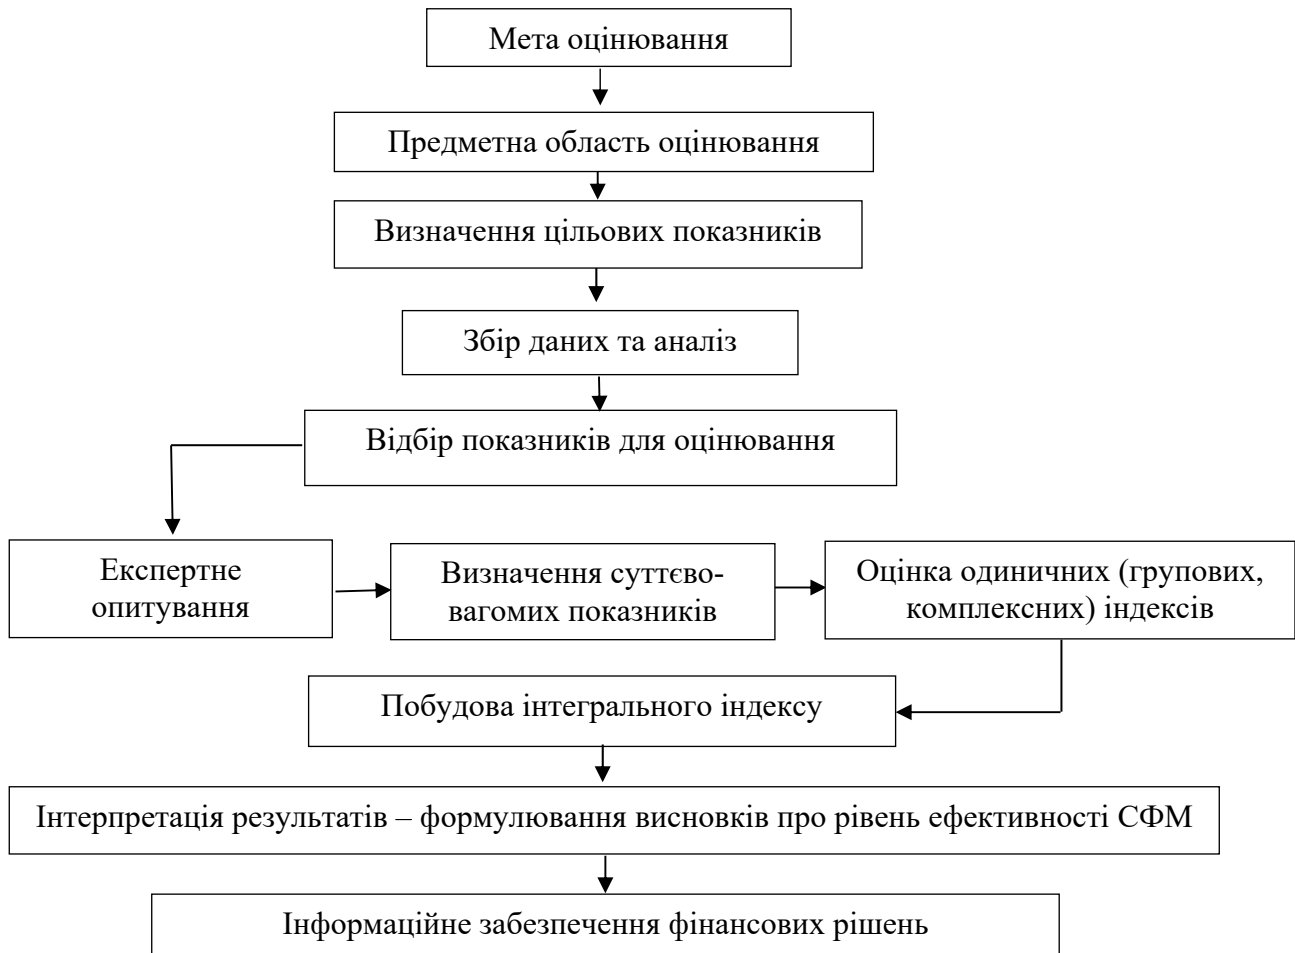 Мета оцінювання
Предметна область оцінювання
Визначення цільових показників
Збір даних та аналіз
Відбір показників для оцінювання
Експертне
опитування
Визначення суттєво-
вагомих показників
Оцінка одиничних (групових,
комплексних) індексів
Побудова інтегрального індексу
Інтерпретація результатів – формулювання висновків про рівень ефективності СФМ
Інформаційне забезпечення фінансових рішень